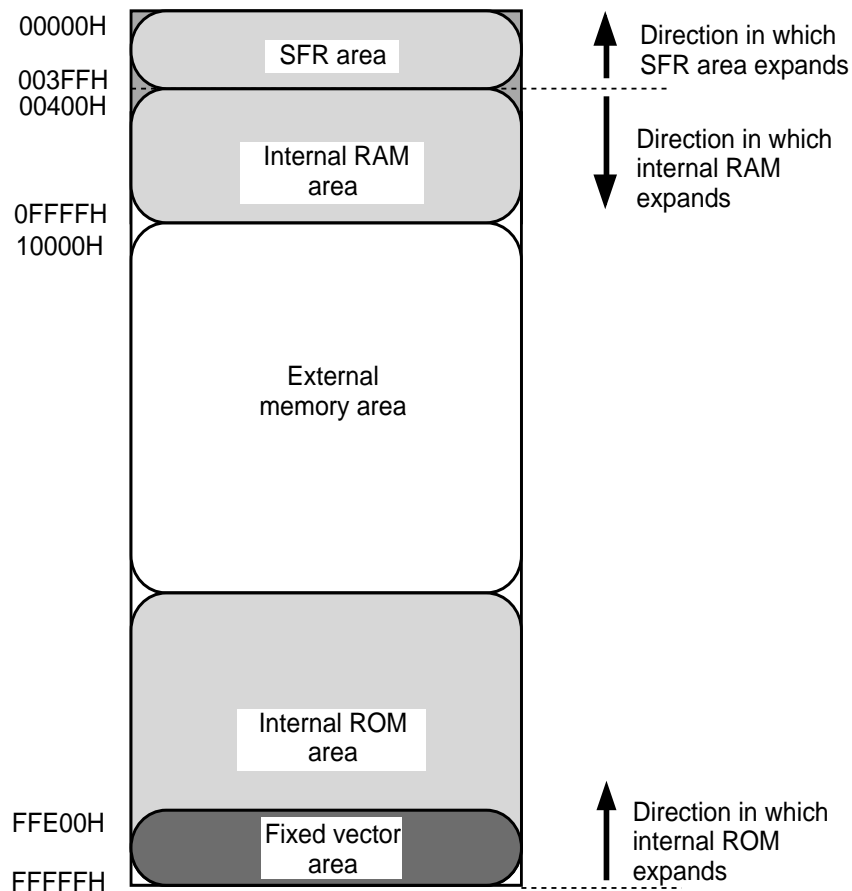 00000H
SFR area
Direction in which
SFR area expands
003FFH
00400H
Internal RAM
area
Direction in which
internal RAM
expands
0FFFFH
10000H
External
memory area
Internal ROM
area
FFE00H
Fixed vector
area
Direction in which
internal ROM
expands
FFFFFH